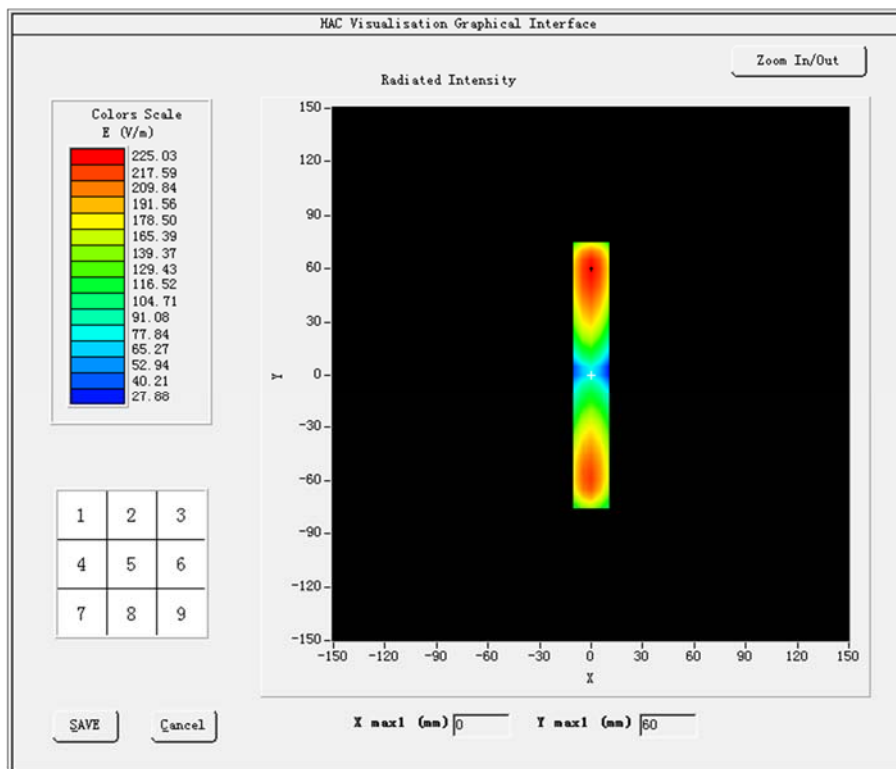 HAC Visualisation Graphical Interface
Zoom In/Out
Radiated Intensity
Colors Scale
E (V/m)
225.03
217.59
209.84
191.56
178.50
165.39
139.37
129.43
116.52
104.71
91.08
77.84
65.27
52.94
40.21
27.88
1 2 3
4 5 6
7 8 9
150
120
90
60
30
0
-30
-60
-90
-120
-150
Y
-150 -120 -90 -60 -30 0 30 60 90 120 150
X
SAVE Cancel
X max1 (mm) 0 Y max1 (mm) 60